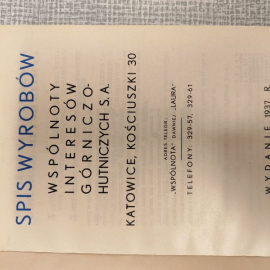 SPIS WYROBÓW
WSPÓLNOTY
INTERESÓW
GÓRNICZO-
HUTNICZYCH S.A.
KATOWICE, KOŚCIUSZKI 30
ADRES TELEGR.
„WSPÓLNOTA” DAWNIEJ „LAURA”
TELEFONY: 329-57, 329-61
WYDANIE 1937 R.